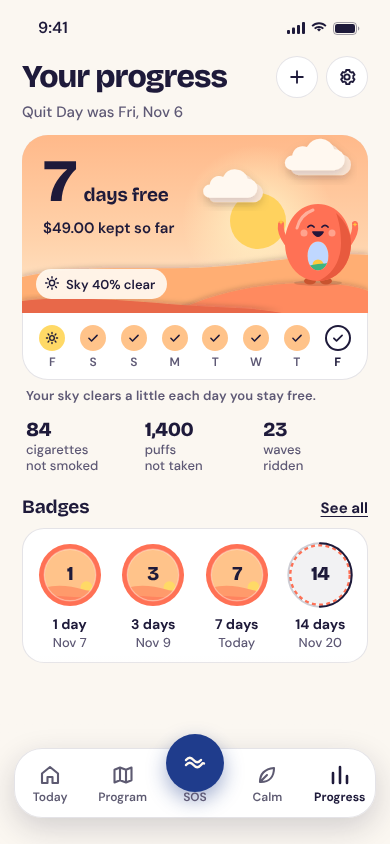 9:41
Your progress
Quit Day was Fri, Nov 6
7 days free
$49.00 kept so far
Sky 40% clear
F S S M T W T F
Your sky clears a little each day you stay free.
84 1,400 23
cigarettes puffs waves
not smoked not taken ridden
Badges See all
1 3 7 14
1 day 3 days 7 days 14 days
Nov 7 Nov 9 Today Nov 20
Today Program SOS Calm Progress